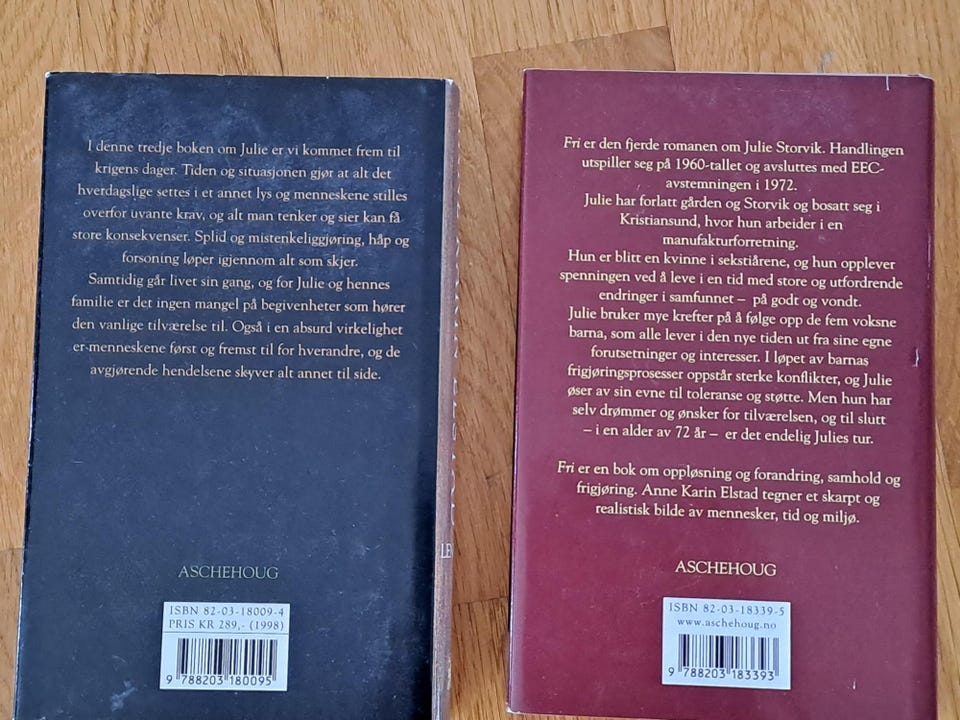 I denne tredje boken om Julie er vi kommet frem til
krigens dager. Tiden og situasjonen gjør at alt det
hverdagslige settes i et annet lys og menneskene stilles
overfor uvante krav, og alt man tenker og sier kan få
store konsekvenser. Splid og mistenkeliggjøring, håp og
forsoning løper igjennom alt som skjer.
Samtidig går livet sin gang, og for Julie og hennes
familie er det ingen mangel på begivenheter som hører
den vanlige tilværelse til. Også i en absurd virkelighet
er menneskene først og fremst til for hverandre, og de
avgjørende hendelsene skyver alt annet til side.
ASCHEHOUG
ISBN 82-03-18009-4
PRIS KR 289,- (1998)
9 788203 180095
Fri er den fjerde romanen om Julie Storvik. Handlingen
utspiller seg på 1960-tallet og avsluttes med EEC-
avstemningen i 1972.
Julie har forlatt gården og Storvik og bosatt seg i
Kristiansund, hvor hun arbeider i en
manufakturforretning.
Hun er blitt en kvinne i sekstiårene, og hun opplever
spenningen ved å leve i en tid med store og utfordrende
endringer i samfunnet – på godt og vondt.
Julie bruker mye krefter på å følge opp de fem voksne
barna, som alle lever i den nye tiden ut fra sine egne
forutsetninger og interesser. I løpet av barnas
frigjøringsprosesser oppstår sterke konflikter, og Julie
øser av sin evne til toleranse og støtte. Men hun har
selv drømmer og ønsker for tilværelsen, og til slutt
– i en alder av 72 år – er det endelig Julies tur.
Fri er en bok om oppløsning og forandring, samhold og
frigjøring. Anne Karin Elstad tegner et skarpt og
realistisk bilde av mennesker, tid og miljø.
ASCHEHOUG
ISBN 82-03-18339-5
www.aschehoug.no
9 788203 183393